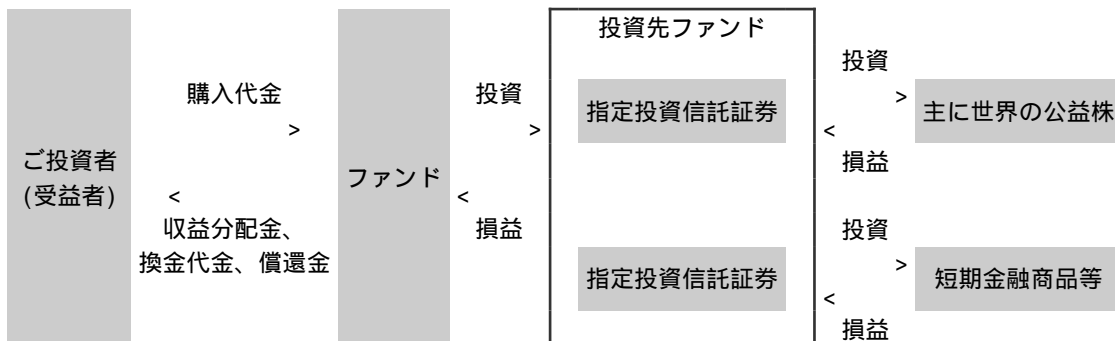 ご投資者
(受益者)
購入代金
>
<
収益分配金、
換金代金、償還金
ファンド
投資
>
<
損益
投資先ファンド
指定投資信託証券
投資
>
<
損益
主に世界の公益株
指定投資信託証券
投資
>
<
損益
短期金融商品等